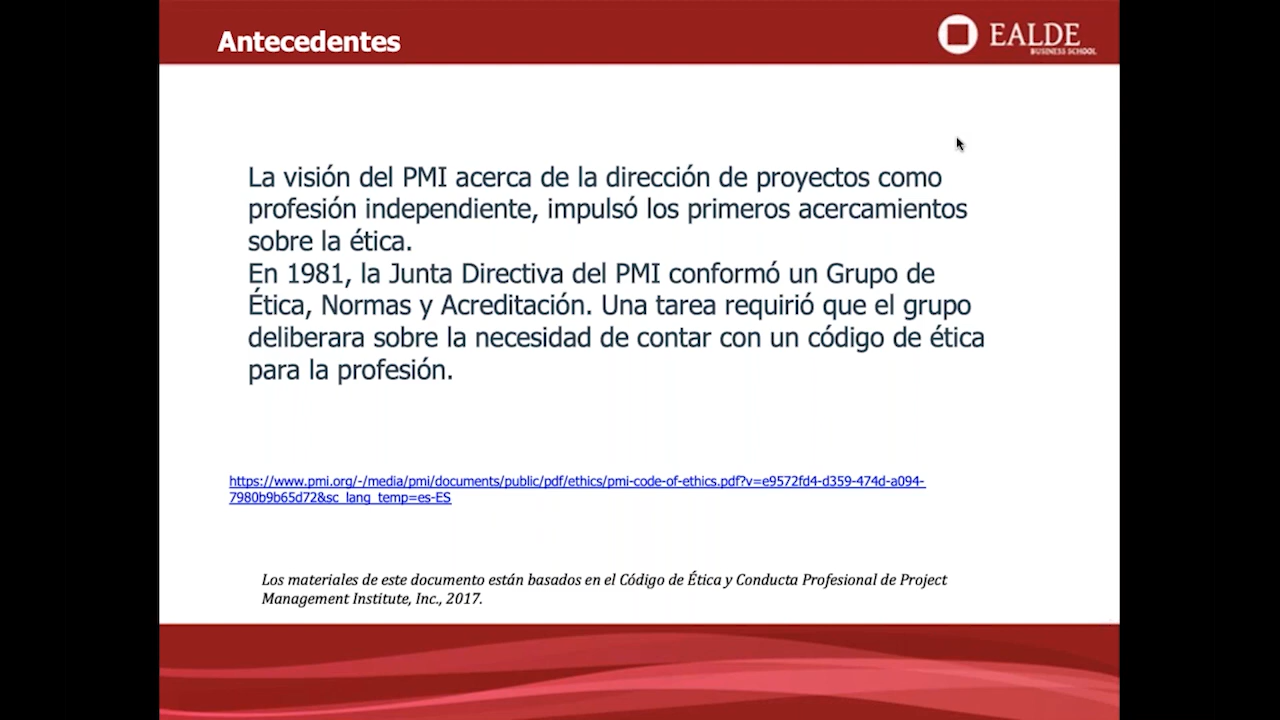 Antecedentes
EALDE
BUSINESS SCHOOL
La visión del PMI acerca de la dirección de proyectos como
profesión independiente, impulsó los primeros acercamientos
sobre la ética.
En 1981, la Junta Directiva del PMI conformó un Grupo de
Ética, Normas y Acreditación. Una tarea requirió que el grupo
deliberara sobre la necesidad de contar con un código de ética
para la profesión.
https://www.pmi.org/-/media/pmi/documents/public/pdf/ethics/pmi-code-of-ethics.pdf?v=e9572fd4-d359-474d-a094-
7980b9b65d72&sc_lang_temp=es-ES
Los materiales de este documento están basados en el Código de Ética y Conducta Profesional de Project
Management Institute, Inc., 2017.